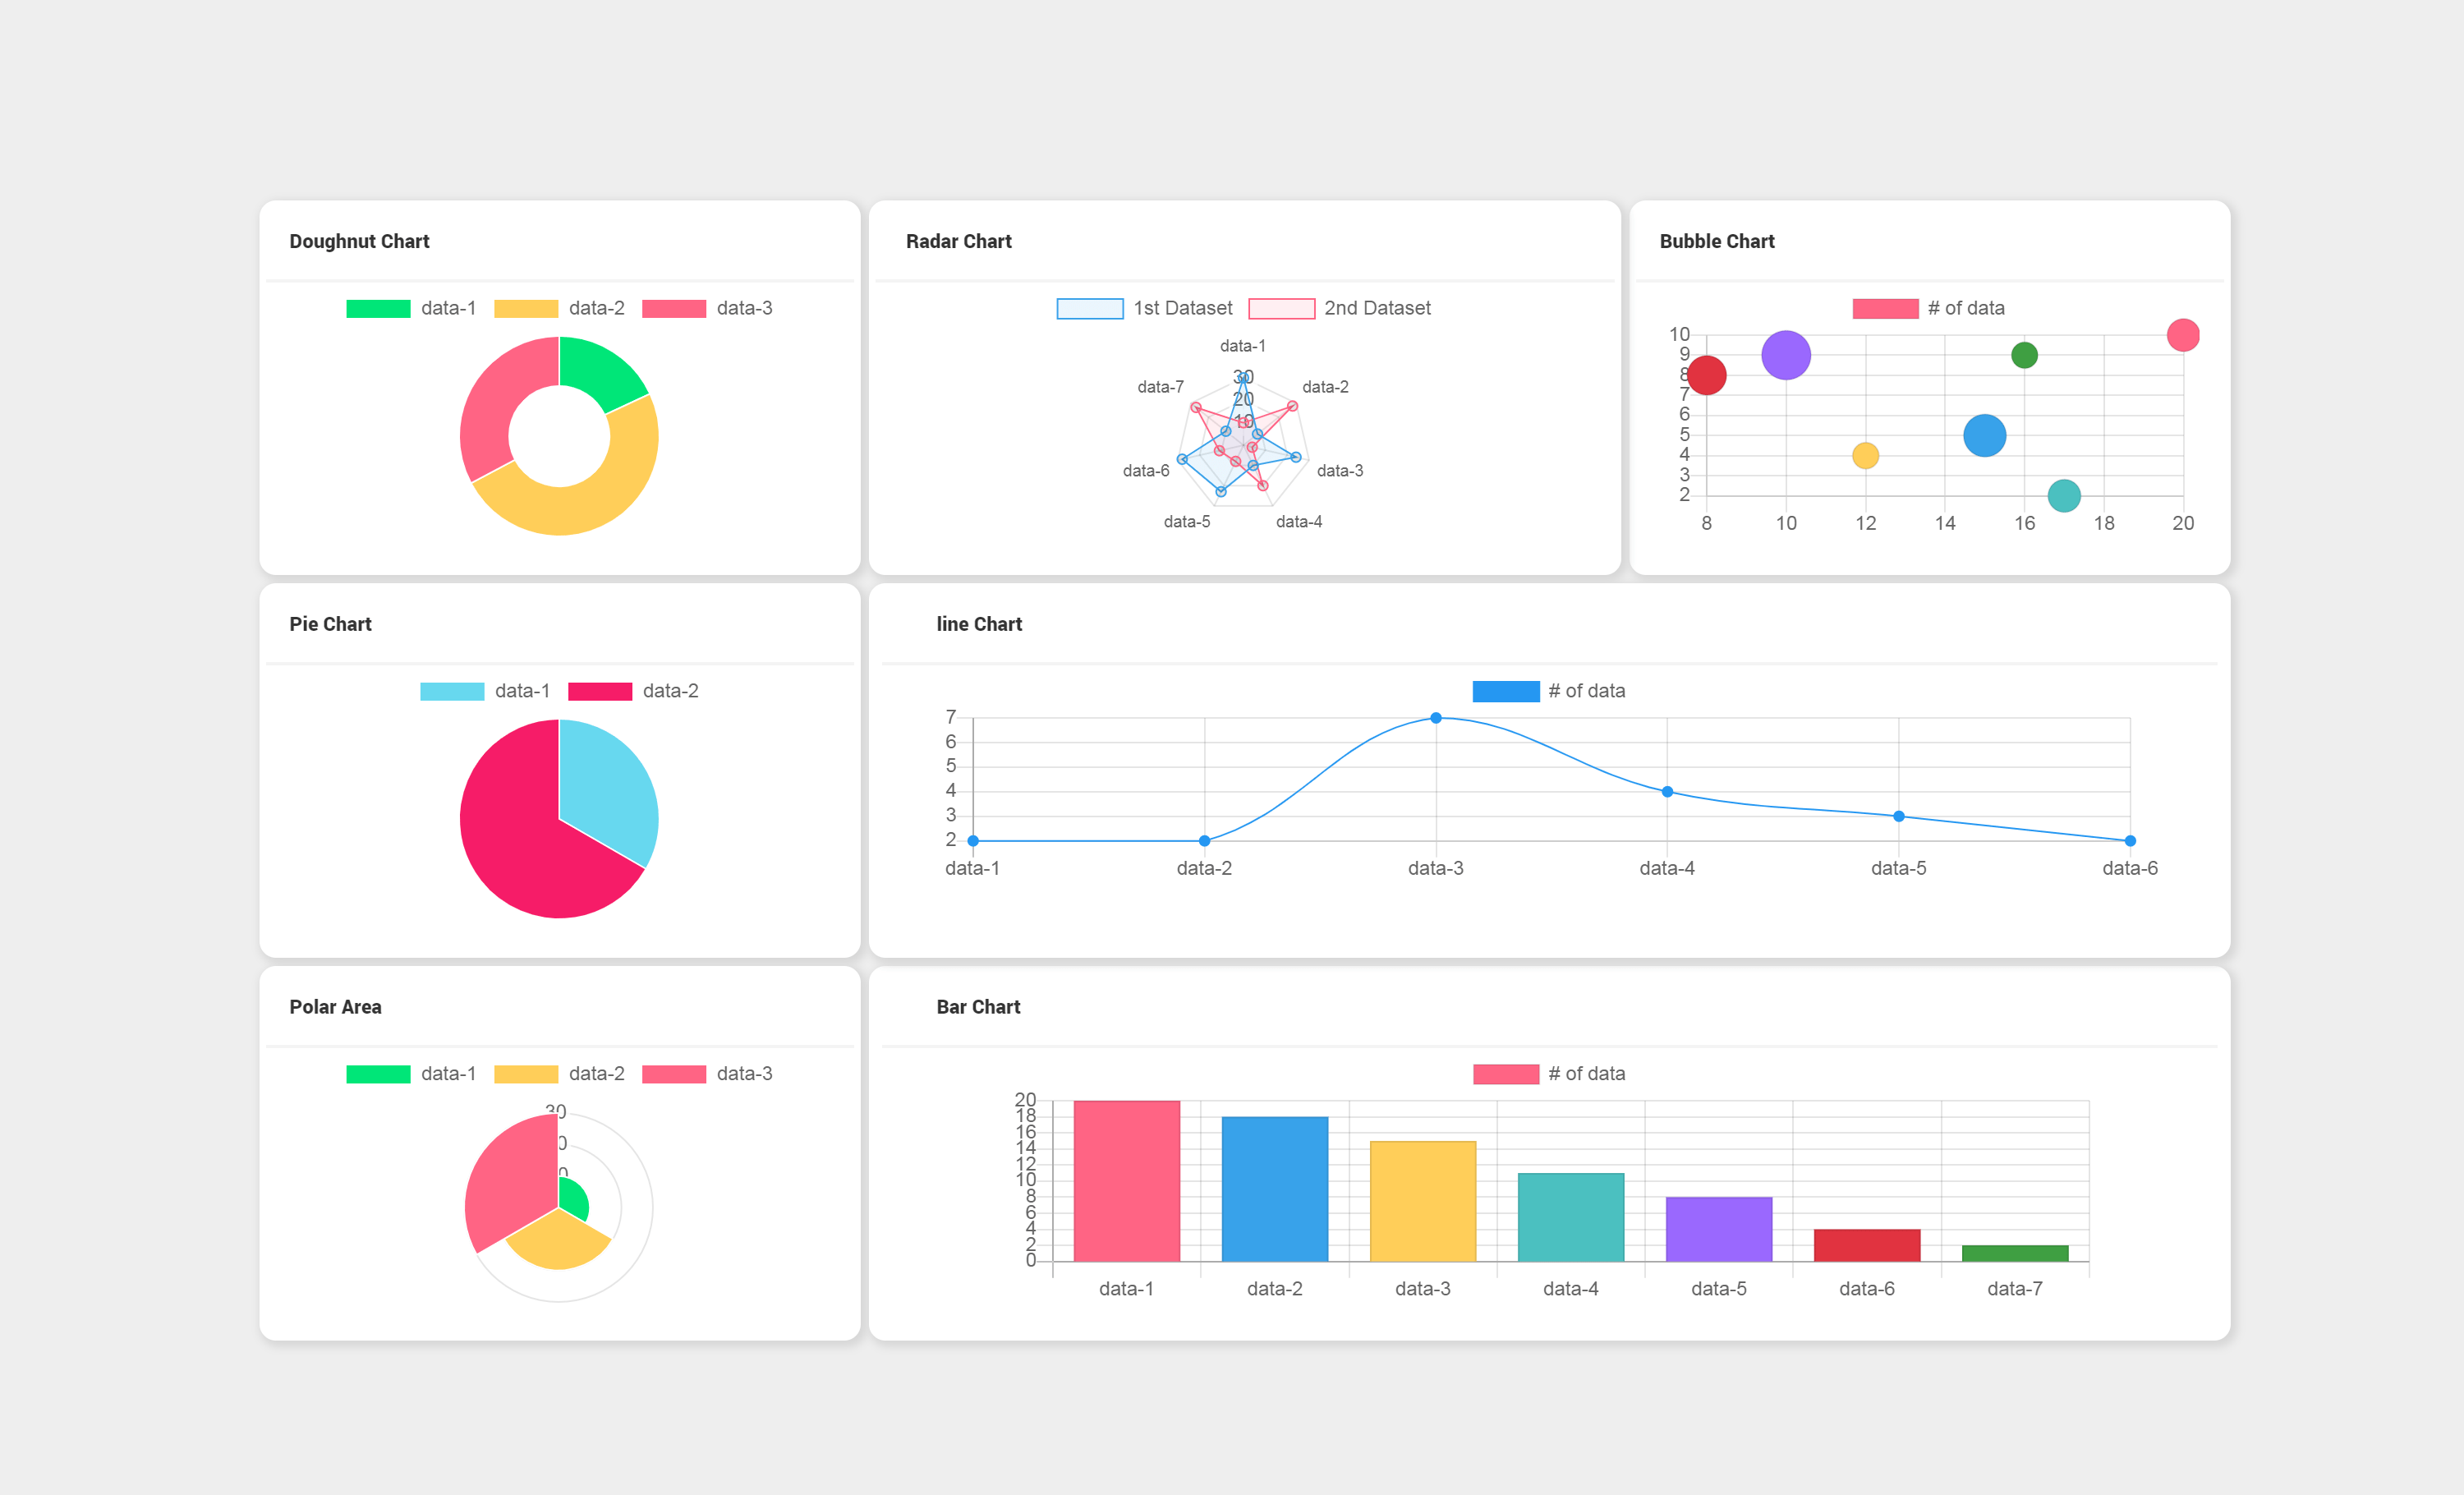 Doughnut Chart
data-1 data-2 data-3
Radar Chart
1st Dataset 2nd Dataset
data-1
30
data-7 data-2
20
10
data-6 data-3
data-5 data-4
Bubble Chart
# of data
10
9
8
7
6
5
4
3
2
8 10 12 14 16 18 20
Pie Chart
data-1 data-2
line Chart
# of data
7
6
5
4
3
2
data-1 data-2 data-3 data-4 data-5 data-6
Polar Area
data-1 data-2 data-3
30
0
0
Bar Chart
# of data
20
18
16
14
12
10
8
6
4
2
0
data-1 data-2 data-3 data-4 data-5 data-6 data-7